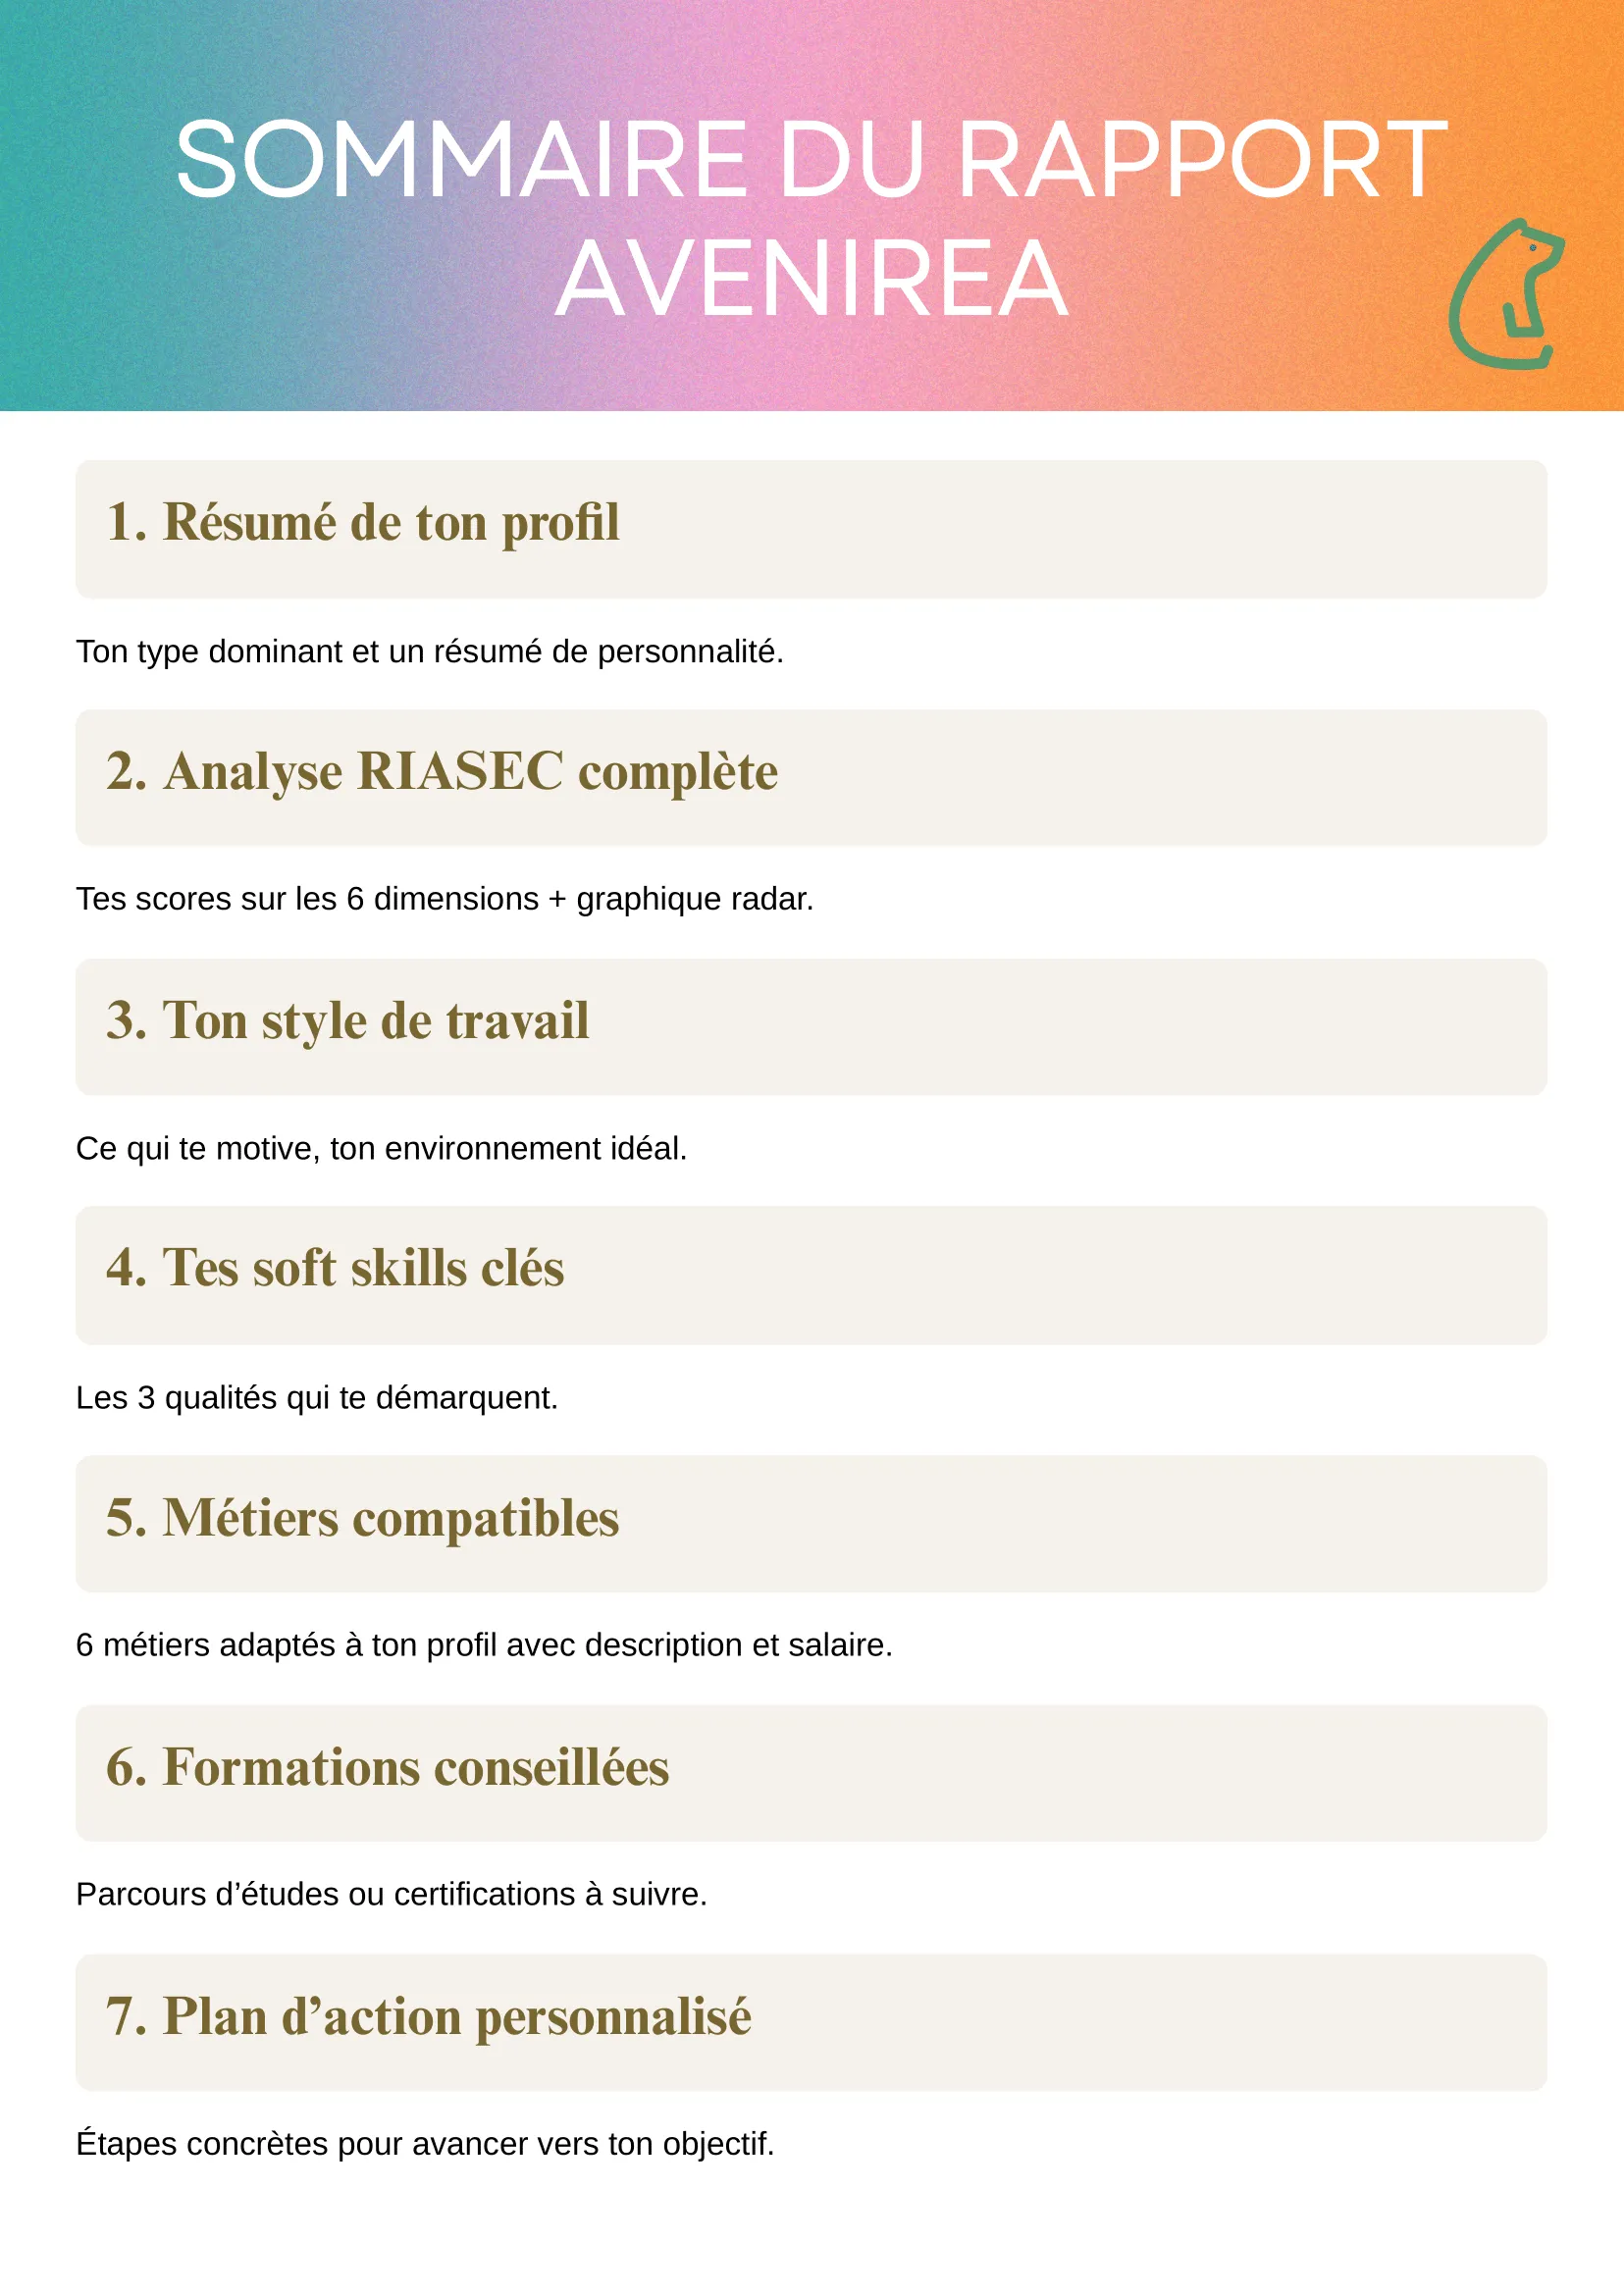 SOMMAIRE DU RAPPORT
AVENIREA
1. Résumé de ton profil
Ton type dominant et un résumé de personnalité.
2. Analyse RIASEC complète
Tes scores sur les 6 dimensions + graphique radar.
3. Ton style de travail
Ce qui te motive, ton environnement idéal.
4. Tes soft skills clés
Les 3 qualités qui te démarquent.
5. Métiers compatibles
6 métiers adaptés à ton profil avec description et salaire.
6. Formations conseillées
Parcours d’études ou certifications à suivre.
7. Plan d’action personnalisé
Étapes concrètes pour avancer vers ton objectif.